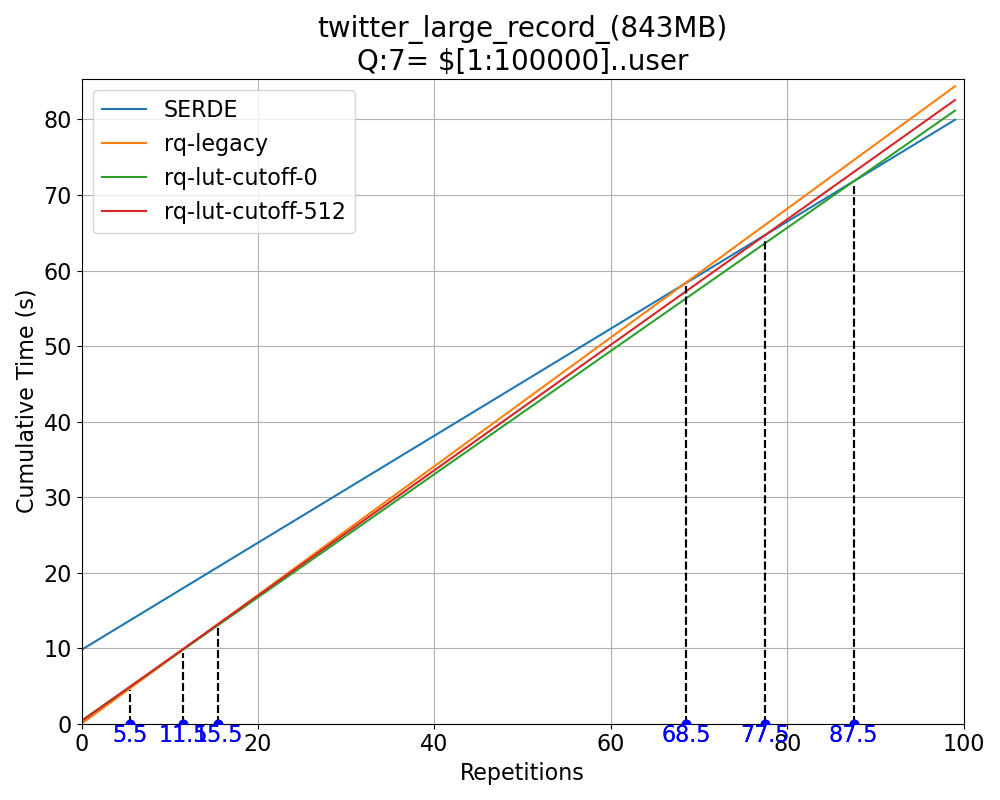 twitter_large_record_(843MB)
Q:7= $[1:100000]..user
SERDE
rq-legacy
rq-lut-cutoff-0
rq-lut-cutoff-512
Cumulative Time (s)
80
70
60
50
40
30
20
10
0
5.5
11.5
15.5
68.5
77.5
87.5
0
20
40
60
80
100
Repetitions